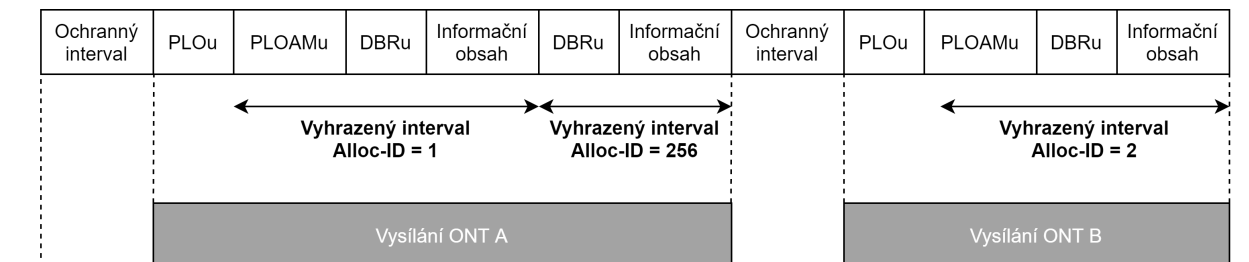 Ochranný
interval
PLOu
PLOAMu
DBRu
Informační
obsah
DBRu
Informační
obsah
Ochranný
interval
PLOu
PLOAMu
DBRu
Informační
obsah
Vyhrazený interval
Alloc-ID = 1
Vyhrazený interval
Alloc-ID = 256
Vyhrazený interval
Alloc-ID = 2
Vysílání ONT A
Vysílání ONT B